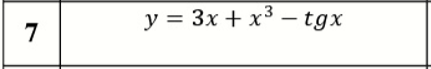 7 y = 3x + x³ − tgx